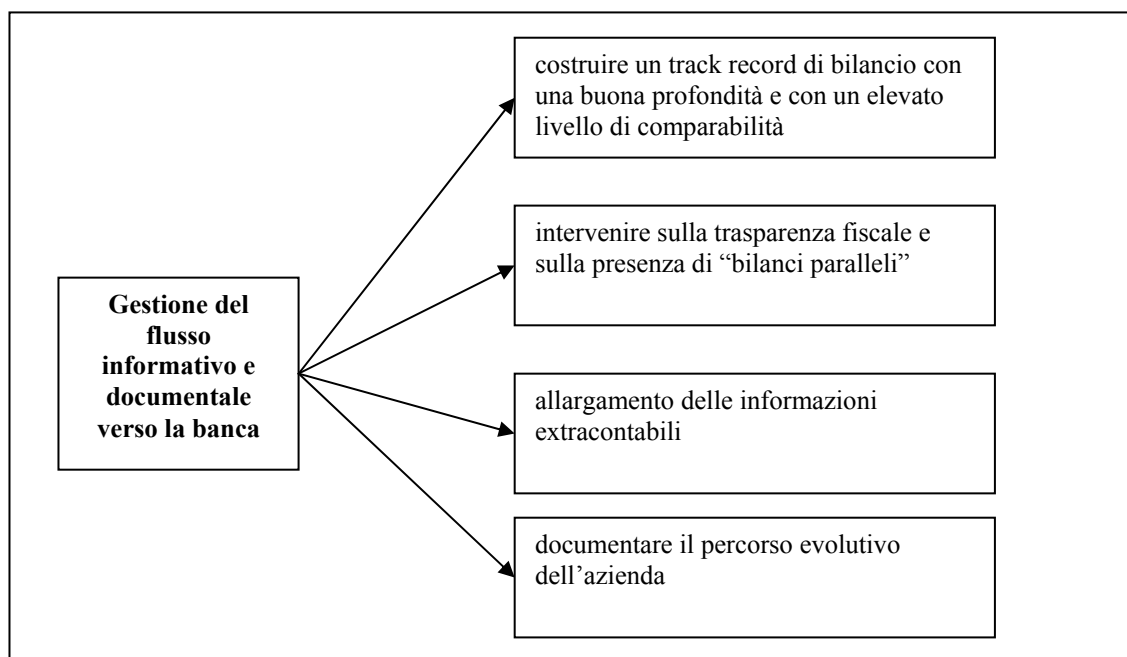 costruire un track record di bilancio con
una buona profondità e con un elevato
livello di comparabilità
intervenire sulla trasparenza fiscale e
sulla presenza di “bilanci paralleli”
Gestione del
flusso
informativo e
documentale
verso la banca
allargamento delle informazioni
extracontabili
documentare il percorso evolutivo
dell’azienda